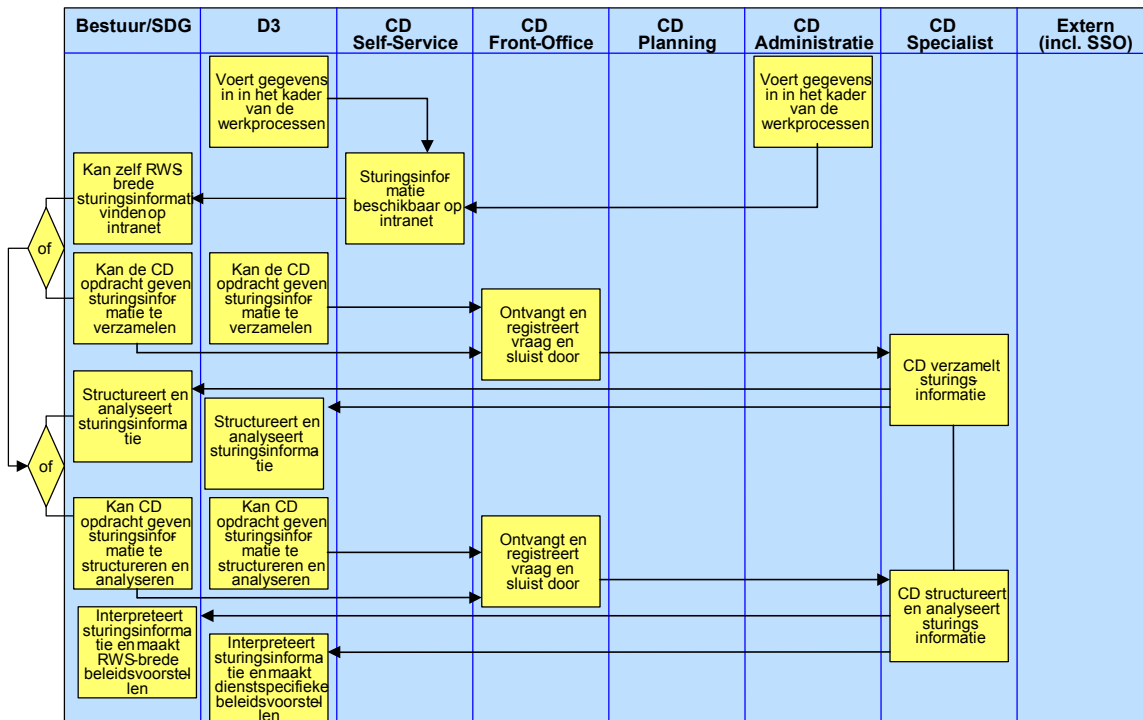 Bestuur/SDG
D3
CD
Self-Service
CD
Front-Office
CD
Planning
CD
Administratie
CD
Specialist
Extern
(incl. SSO)
Voert gegevens
in in het kader
van de
werkprocessen
Voert gegevens
in in het kader
van de
werkprocessen
Kan zelf RWS
brede
sturingsinformati
vinden op
intranet
Sturingsinfor-
matie
beschikbaar op
intranet
of
Kan de CD
opdracht geven
sturingsinfor-
matie te
verzamelen
Kan de CD
opdracht geven
sturingsinfor-
matie te
verzamelen
Ontvangt en
registreert
vraag en
sluist door
CD verzamelt
sturings-
informatie
Structureert en
analyseert
sturingsinforma
tie
Structureert en
analyseert
sturingsinforma
tie
of
Kan CD
opdracht geven
sturingsinfor-
matie te
structureren en
analyseren
Kan CD
opdracht geven
sturingsinfor-
matie te
structureren en
analyseren
Ontvangt en
registreert
vraag en
sluist door
CD structureert
en analyseert
sturings
informatie
Interpreteert
sturingsinforma
tie en maakt
RWS-brede
beleidsvoorstel-
len
Interpreteert
sturingsinforma
tie en maakt
dienstspecifieke
beleidsvoorstel-
len